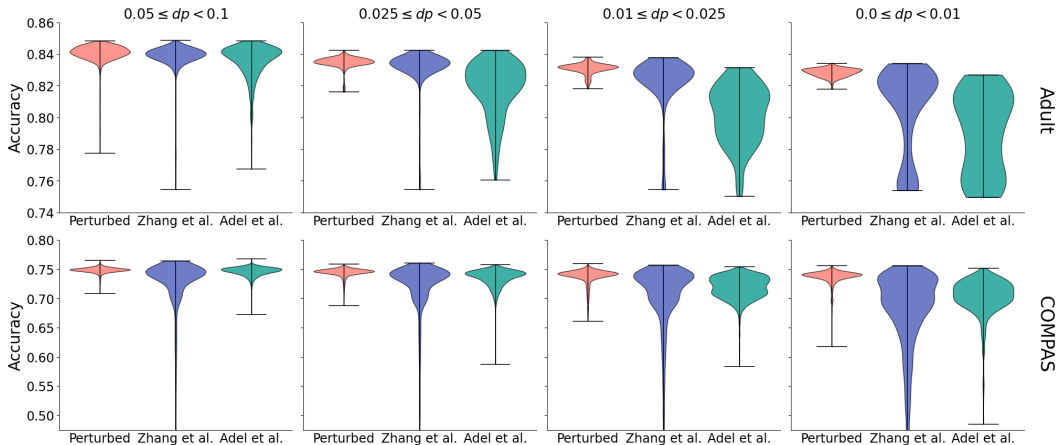 0.05 ≤ dp < 0.1
0.025 ≤ dp < 0.05
0.01 ≤ dp < 0.025
0.0 ≤ dp < 0.01
0.86
0.84
0.82
0.80
0.78
0.76
0.74
Accuracy
Adult
Perturbed Zhang et al. Adel et al.
Perturbed Zhang et al. Adel et al.
Perturbed Zhang et al. Adel et al.
Perturbed Zhang et al. Adel et al.
0.80
0.75
0.70
0.65
0.60
0.55
0.50
Accuracy
COMPAS
Perturbed Zhang et al. Adel et al.
Perturbed Zhang et al. Adel et al.
Perturbed Zhang et al. Adel et al.
Perturbed Zhang et al. Adel et al.